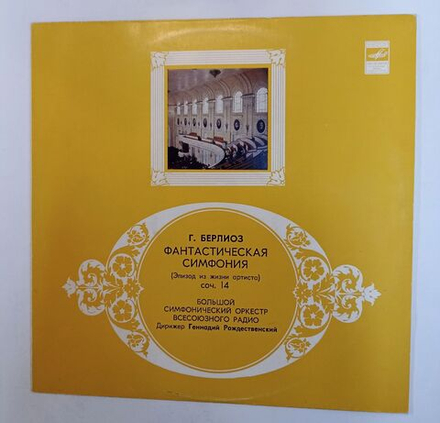 Г. БЕРЛИОЗ
ФАНТАСТИЧЕСКАЯ
СИМФОНИЯ
(Эпизод из жизни артиста)
соч. 14
БОЛЬШОЙ
СИМФОНИЧЕСКИЙ ОРКЕСТР
ВСЕСОЮЗНОГО РАДИО
Дирижер Геннадий Рождественский